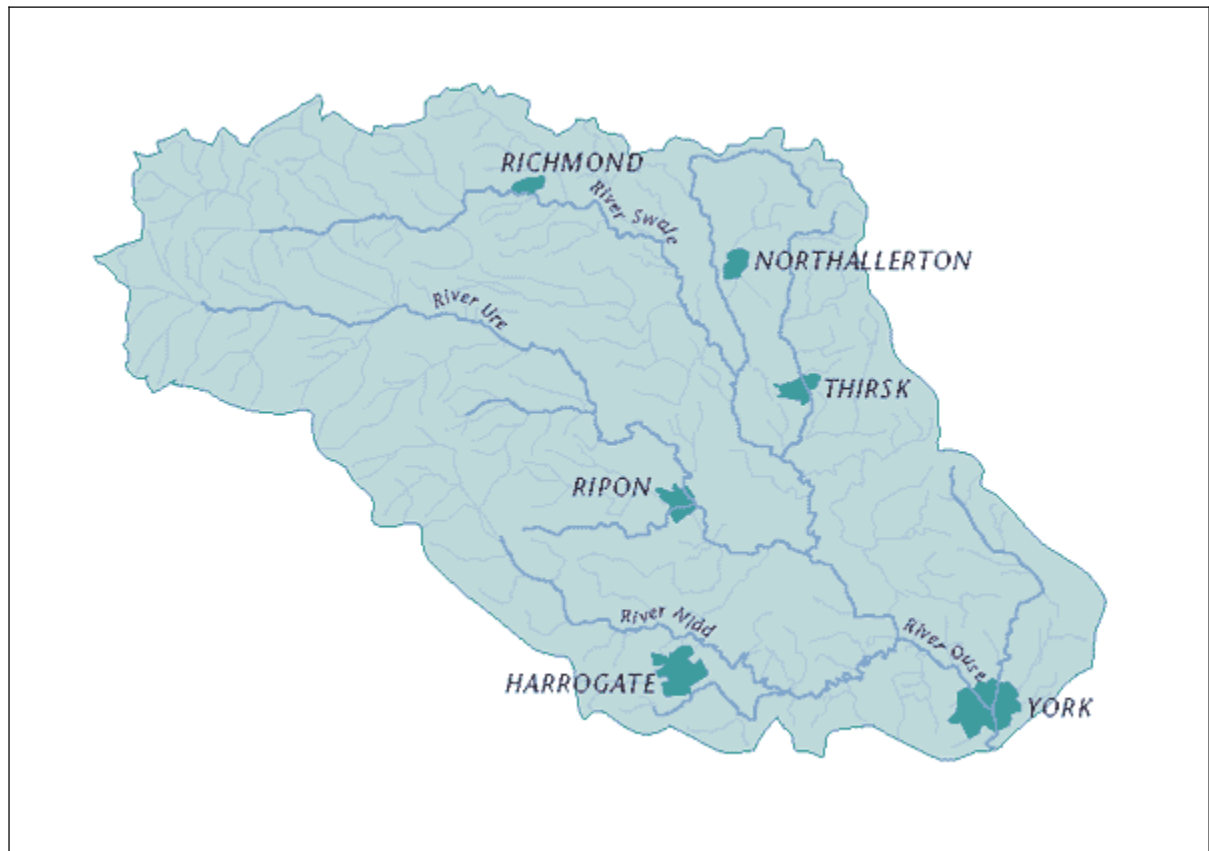 RICHMOND
River Swale
NORTHALLERTON
River Ure
THIRSK
RIPON
River Nidd
River Ouse
HARROGATE
YORK